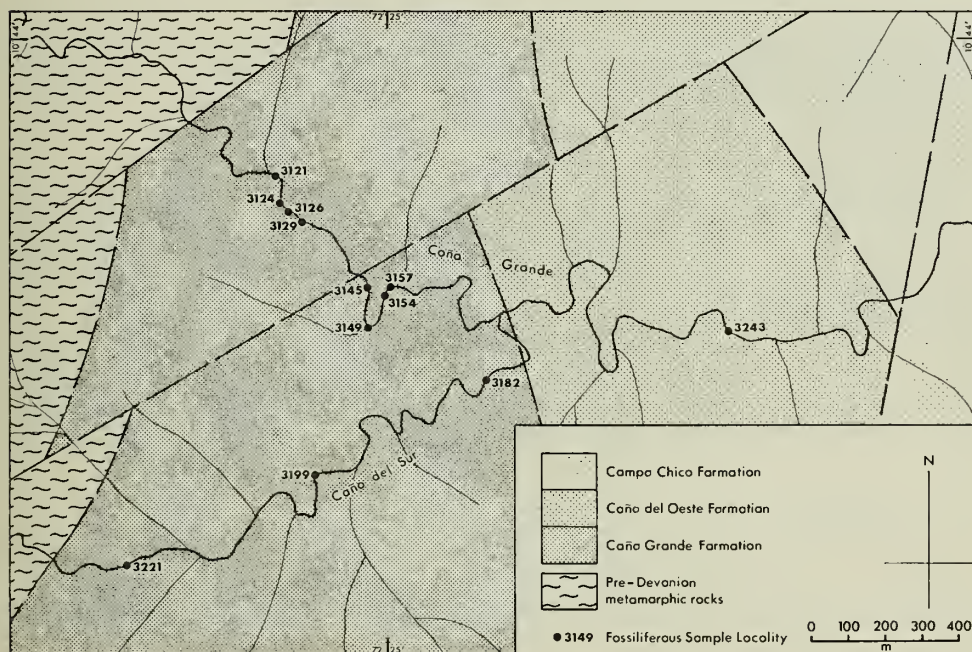 72°25'
10°44'
10°44'
3121
3124
3126
3129
Caño
Grande
3145
3157
3154
3149
3243
3182
3199
Caño del Sur
3221
Campo Chico Formation
Caño del Oeste Formation
Caño Grande Formation
Pre-Devonian
metamorphic rocks
3149 Fossiliferous Sample Locality
N
0 100 200 300 400
m
72°25'